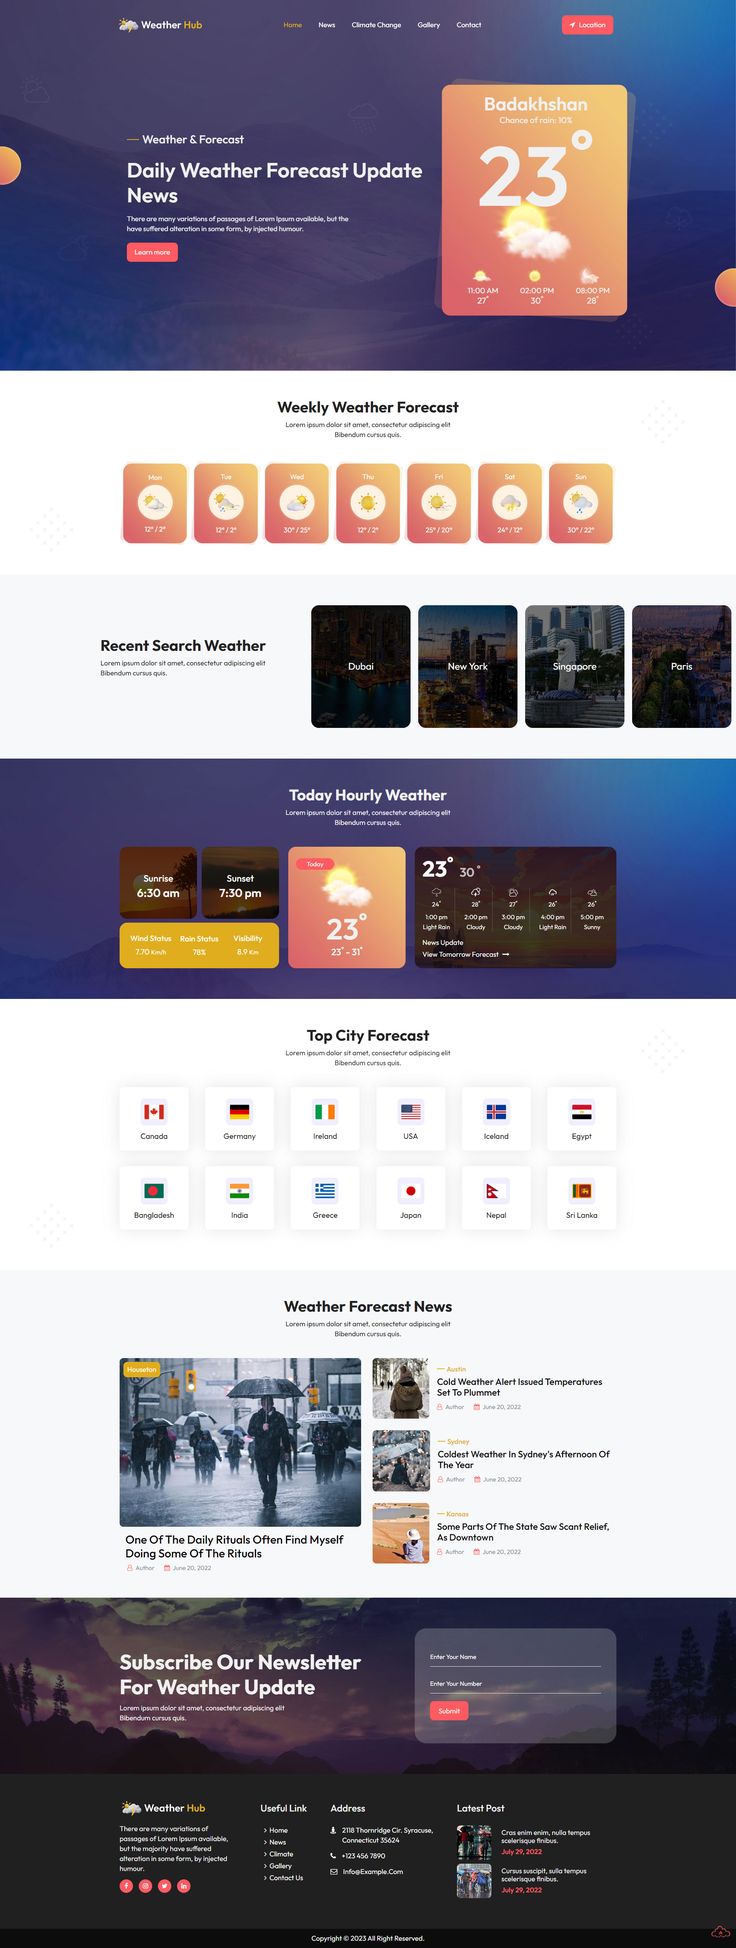 Weather Hub
Home News Climate Change Gallery Contact
Location
Weather & Forecast
Daily Weather Forecast Update
News
There are many variations of passages of Lorem Ipsum available, but the
have suffered alteration in some form, by injected humour.
Learn more
Badakhshan
Chance of rain: 10%
23°
11:00 AM 02:00 PM 08:00 PM
27° 30° 28°
Weekly Weather Forecast
Lorem ipsum dolor sit amet, consectetur adipiscing elit
Bibendum cursus quis.
Mon Tue Wed Thu Fri Sat Sun
12° / 2° 12° / 2° 30° / 25° 12° / 2° 25° / 20° 24° / 12° 30° / 22°
Recent Search Weather
Lorem ipsum dolor sit amet, consectetur adipiscing elit
Bibendum cursus quis.
Dubai New York Singapore Paris
Today Hourly Weather
Lorem ipsum dolor sit amet, consectetur adipiscing elit
Bibendum cursus quis.
Sunrise
6:30 am
Sunset
7:30 pm
Wind Status Rain Status Visibility
7.70 Km/h 78% 8.9 Km
Today
23°
23° - 31°
23° 30°
24° 28° 27° 26° 26°
1:00 pm 2:00 pm 3:00 pm 4:00 pm 5:00 pm
Light Rain Cloudy Cloudy Light Rain Sunny
News Update
View Tomorrow Forecast
Top City Forecast
Lorem ipsum dolor sit amet, consectetur adipiscing elit
Bibendum cursus quis.
Canada Germany Ireland USA Iceland Egypt
Bangladesh India Greece Japan Nepal Sri Lanka
Weather Forecast News
Lorem ipsum dolor sit amet, consectetur adipiscing elit
Bibendum cursus quis.
Houseton
One Of The Daily Rituals Often Find Myself
Doing Some Of The Rituals
Author June 20, 2022
Austin
Cold Weather Alert Issued Temperatures
Set To Plummet
Author June 20, 2022
Sydney
Coldest Weather In Sydney's Afternoon Of
The Year
Author June 20, 2022
Kansas
Some Parts Of The State Saw Scant Relief,
As Downtown
Author June 20, 2022
Subscribe Our Newsletter
For Weather Update
Lorem ipsum dolor sit amet, consectetur adipiscing elit
Bibendum cursus quis.
Enter Your Name
Enter Your Number
Submit
Weather Hub
There are many variations of
passages of Lorem Ipsum available,
but the majority have suffered
alteration in some form, by injected
humour.
Useful Link
Home
News
Climate
Gallery
Contact Us
Address
2118 Thornridge Cir. Syracuse,
Connecticut 35624
+123 456 7890
Info@Example.Com
Latest Post
Cras enim enim, nulla tempus
scelerisque finibus.
July 29, 2022
Cursus suscipit, sulla tempus
scelerisque finibus.
July 29, 2022
Copyright © 2023 All Right Reserved.